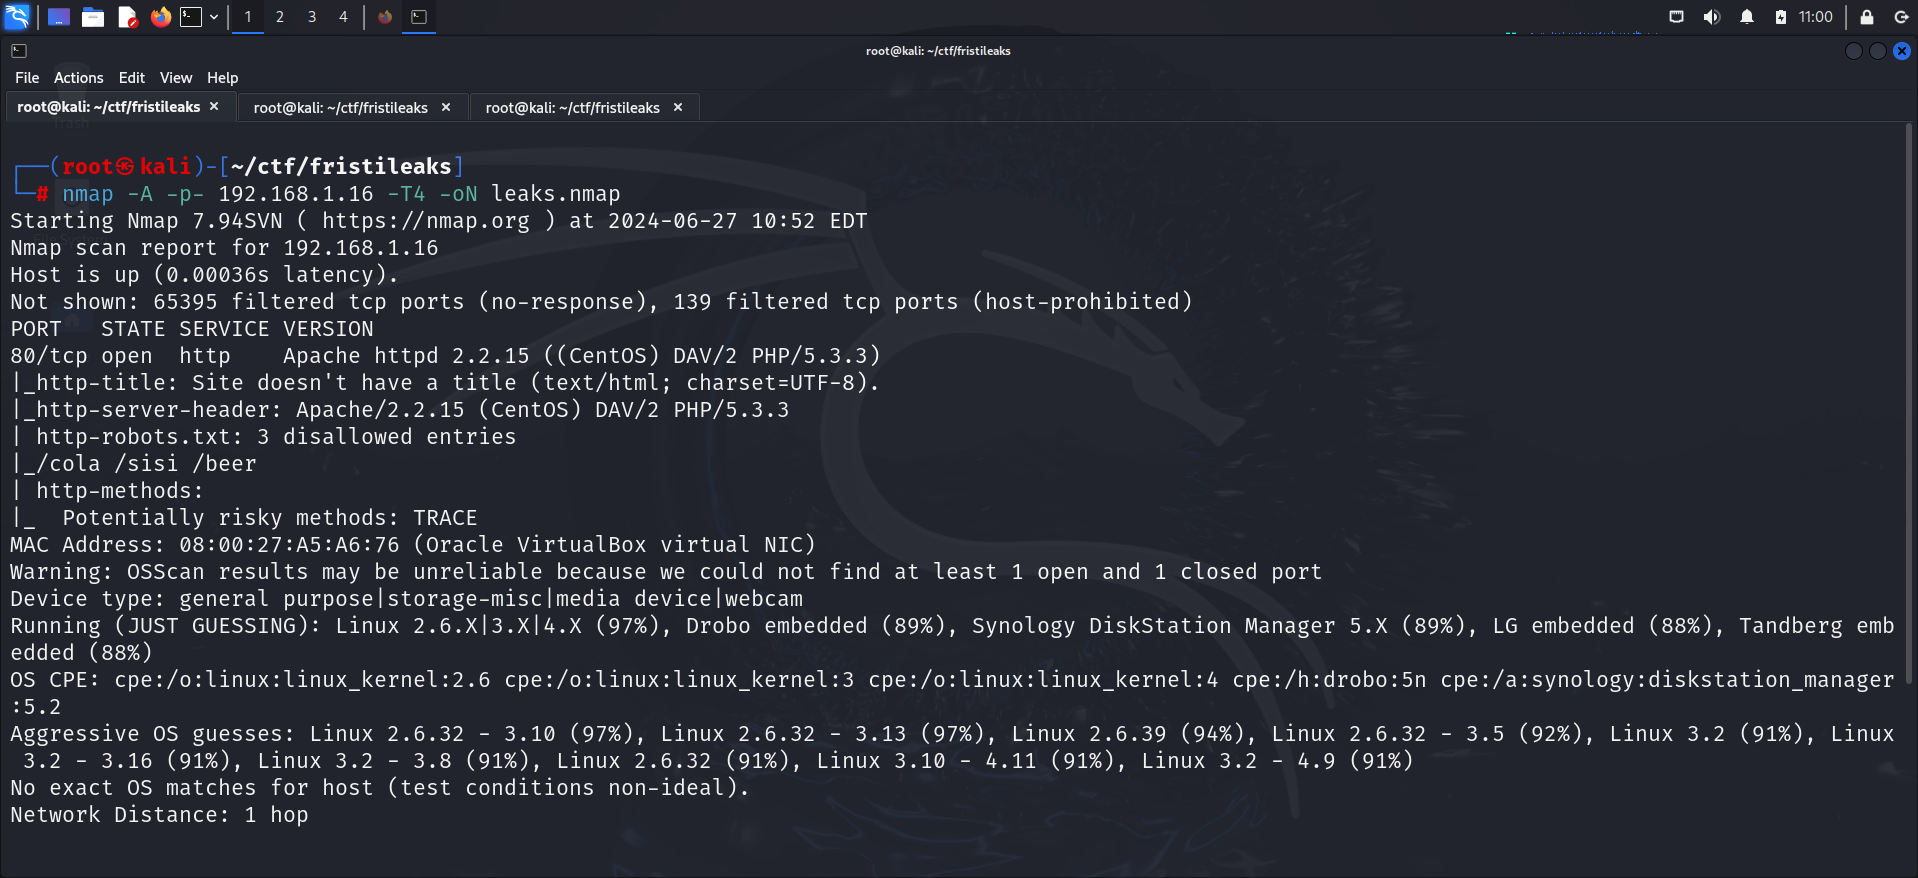 1 2 3 4 11:00
root@kali: ~/ctf/fristileaks
File Actions Edit View Help
root@kali: ~/ctf/fristileaks × root@kali: ~/ctf/fristileaks × root@kali: ~/ctf/fristileaks ×
Trash
┌──(root㉿kali)-[~/ctf/fristileaks]
└─# nmap -A -p- 192.168.1.16 -T4 -oN leaks.nmap
Starting Nmap 7.94SVN ( https://nmap.org ) at 2024-06-27 10:52 EDT
Nmap scan report for 192.168.1.16
Host is up (0.00036s latency).
Not shown: 65395 filtered tcp ports (no-response), 139 filtered tcp ports (host-prohibited)
PORT   STATE SERVICE VERSION
80/tcp open  http    Apache httpd 2.2.15 ((CentOS) DAV/2 PHP/5.3.3)
|_http-title: Site doesn't have a title (text/html; charset=UTF-8).
|_http-server-header: Apache/2.2.15 (CentOS) DAV/2 PHP/5.3.3
| http-robots.txt: 3 disallowed entries
|_/cola /sisi /beer
| http-methods:
|_  Potentially risky methods: TRACE
MAC Address: 08:00:27:A5:A6:76 (Oracle VirtualBox virtual NIC)
Warning: OSScan results may be unreliable because we could not find at least 1 open and 1 closed port
Device type: general purpose|storage-misc|media device|webcam
Running (JUST GUESSING): Linux 2.6.X|3.X|4.X (97%), Drobo embedded (89%), Synology DiskStation Manager 5.X (89%), LG embedded (88%), Tandberg emb
edded (88%)
OS CPE: cpe:/o:linux:linux_kernel:2.6 cpe:/o:linux:linux_kernel:3 cpe:/o:linux:linux_kernel:4 cpe:/h:drobo:5n cpe:/a:synology:diskstation_manager
:5.2
Aggressive OS guesses: Linux 2.6.32 - 3.10 (97%), Linux 2.6.32 - 3.13 (97%), Linux 2.6.39 (94%), Linux 2.6.32 - 3.5 (92%), Linux 3.2 (91%), Linux
 3.2 - 3.16 (91%), Linux 3.2 - 3.8 (91%), Linux 2.6.32 (91%), Linux 3.10 - 4.11 (91%), Linux 3.2 - 4.9 (91%)
No exact OS matches for host (test conditions non-ideal).
Network Distance: 1 hop